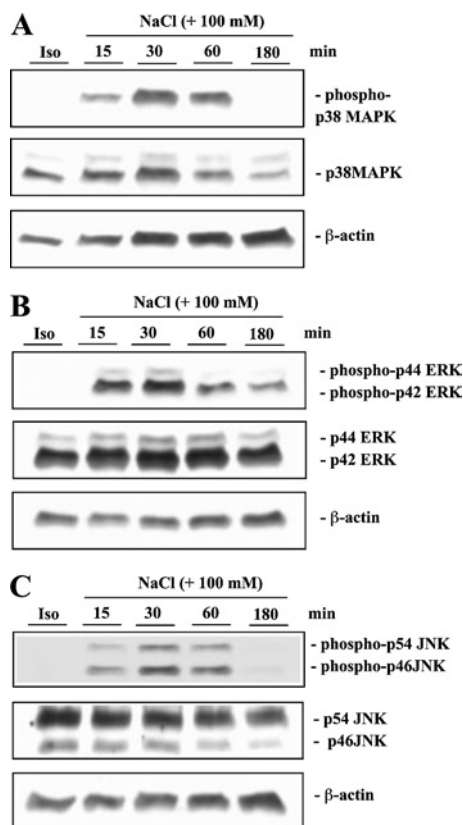 A
NaCl (+ 100 mM)
Iso 15 30 60 180 min
- phospho-
p38 MAPK
- p38MAPK
- β-actin
B
NaCl (+ 100 mM)
Iso 15 30 60 180 min
- phospho-p44 ERK
- phospho-p42 ERK
- p44 ERK
- p42 ERK
- β-actin
C
NaCl (+ 100 mM)
Iso 15 30 60 180 min
- phospho-p54 JNK
- phospho-p46JNK
- p54 JNK
- p46JNK
- β-actin